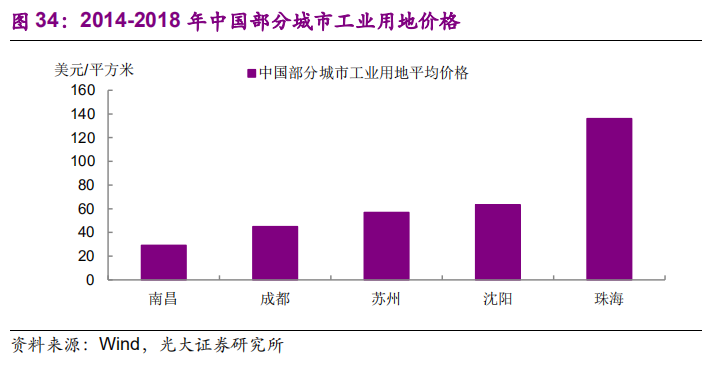 图 34：2014-2018 年中国部分城市工业用地价格
美元/平方米
中国部分城市工业用地平均价格
160
140
120
100
80
60
40
20
0
南昌 成都 苏州 沈阳 珠海
资料来源：Wind，光大证券研究所